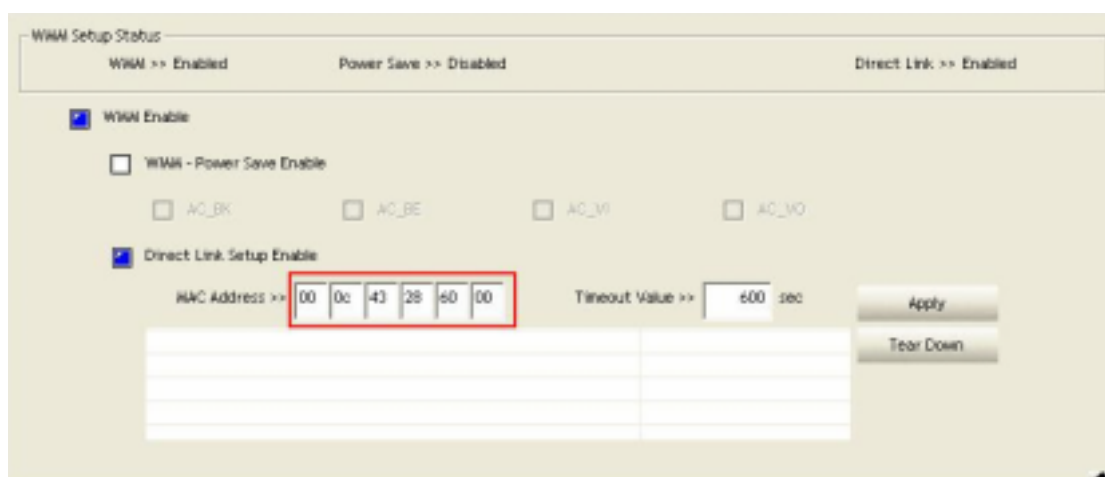 WMM Setup Status
WMM >> Enabled Power Save >> Disabled Direct Link >> Enabled
WMM Enable
WMM - Power Save Enable
AC_BK AC_BE AC_VI AC_VO
Direct Link Setup Enable
MAC Address >> 00 0c 43 28 60 00 Timeout Value >> 600 sec Apply
Tear Down